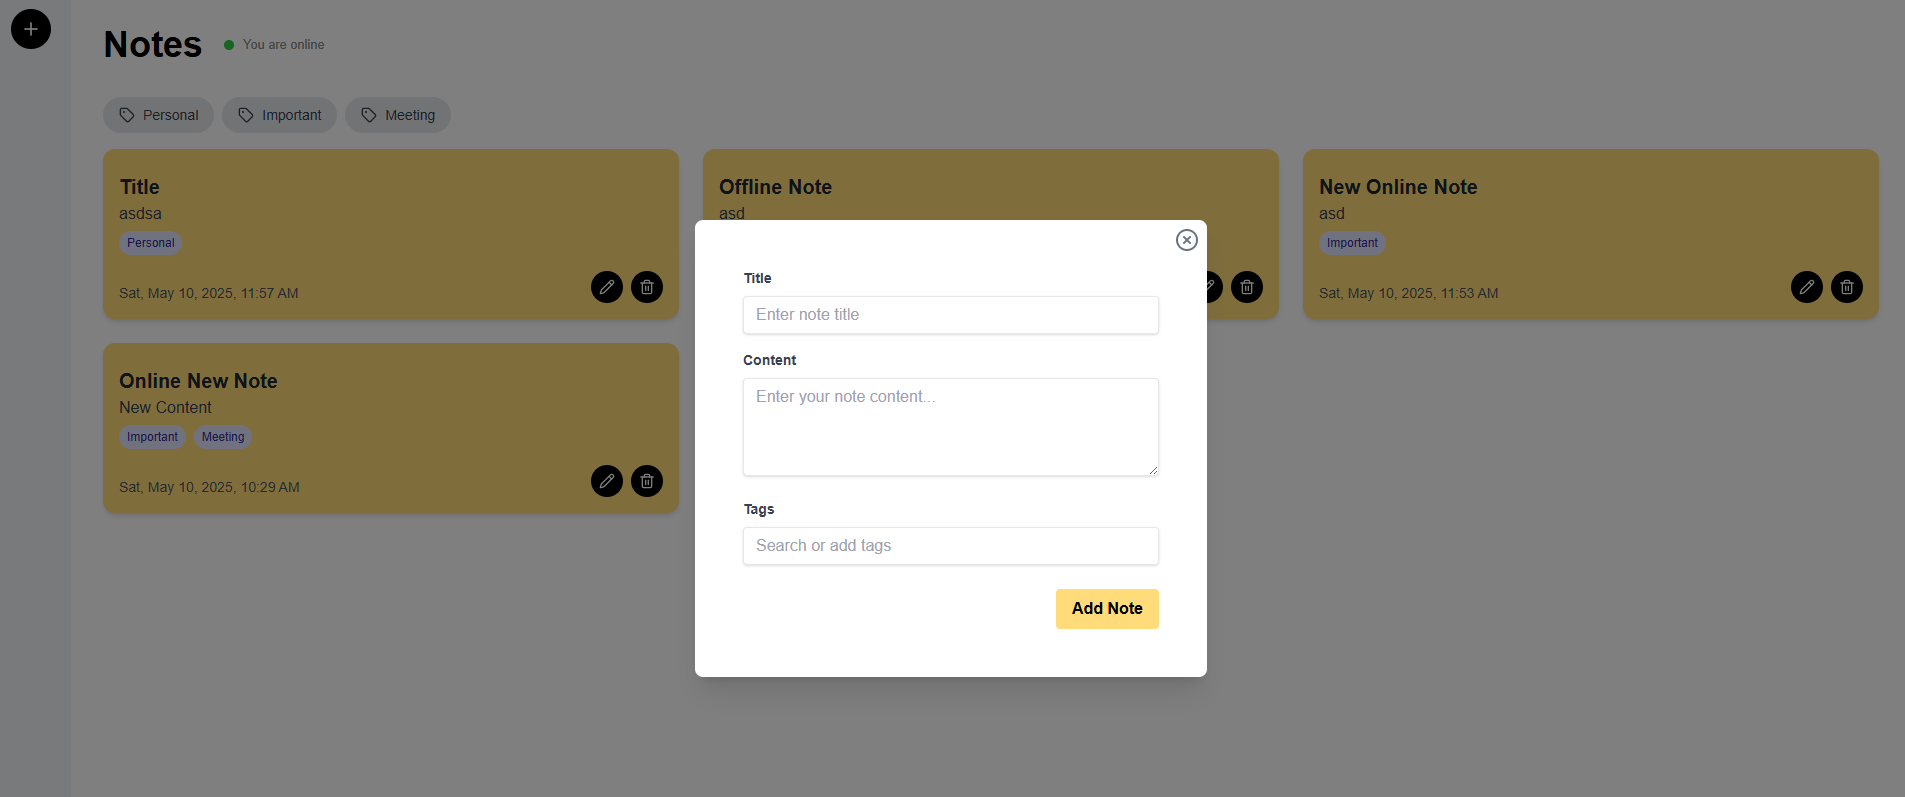 Notes
You are online
Personal
Important
Meeting
Title
asdsa
Personal
Sat, May 10, 2025, 11:57 AM
Offline Note
asd
New Online Note
asd
Important
Sat, May 10, 2025, 11:53 AM
Online New Note
New Content
Important Meeting
Sat, May 10, 2025, 10:29 AM
Title
Enter note title
Content
Enter your note content...
Tags
Search or add tags
Add Note